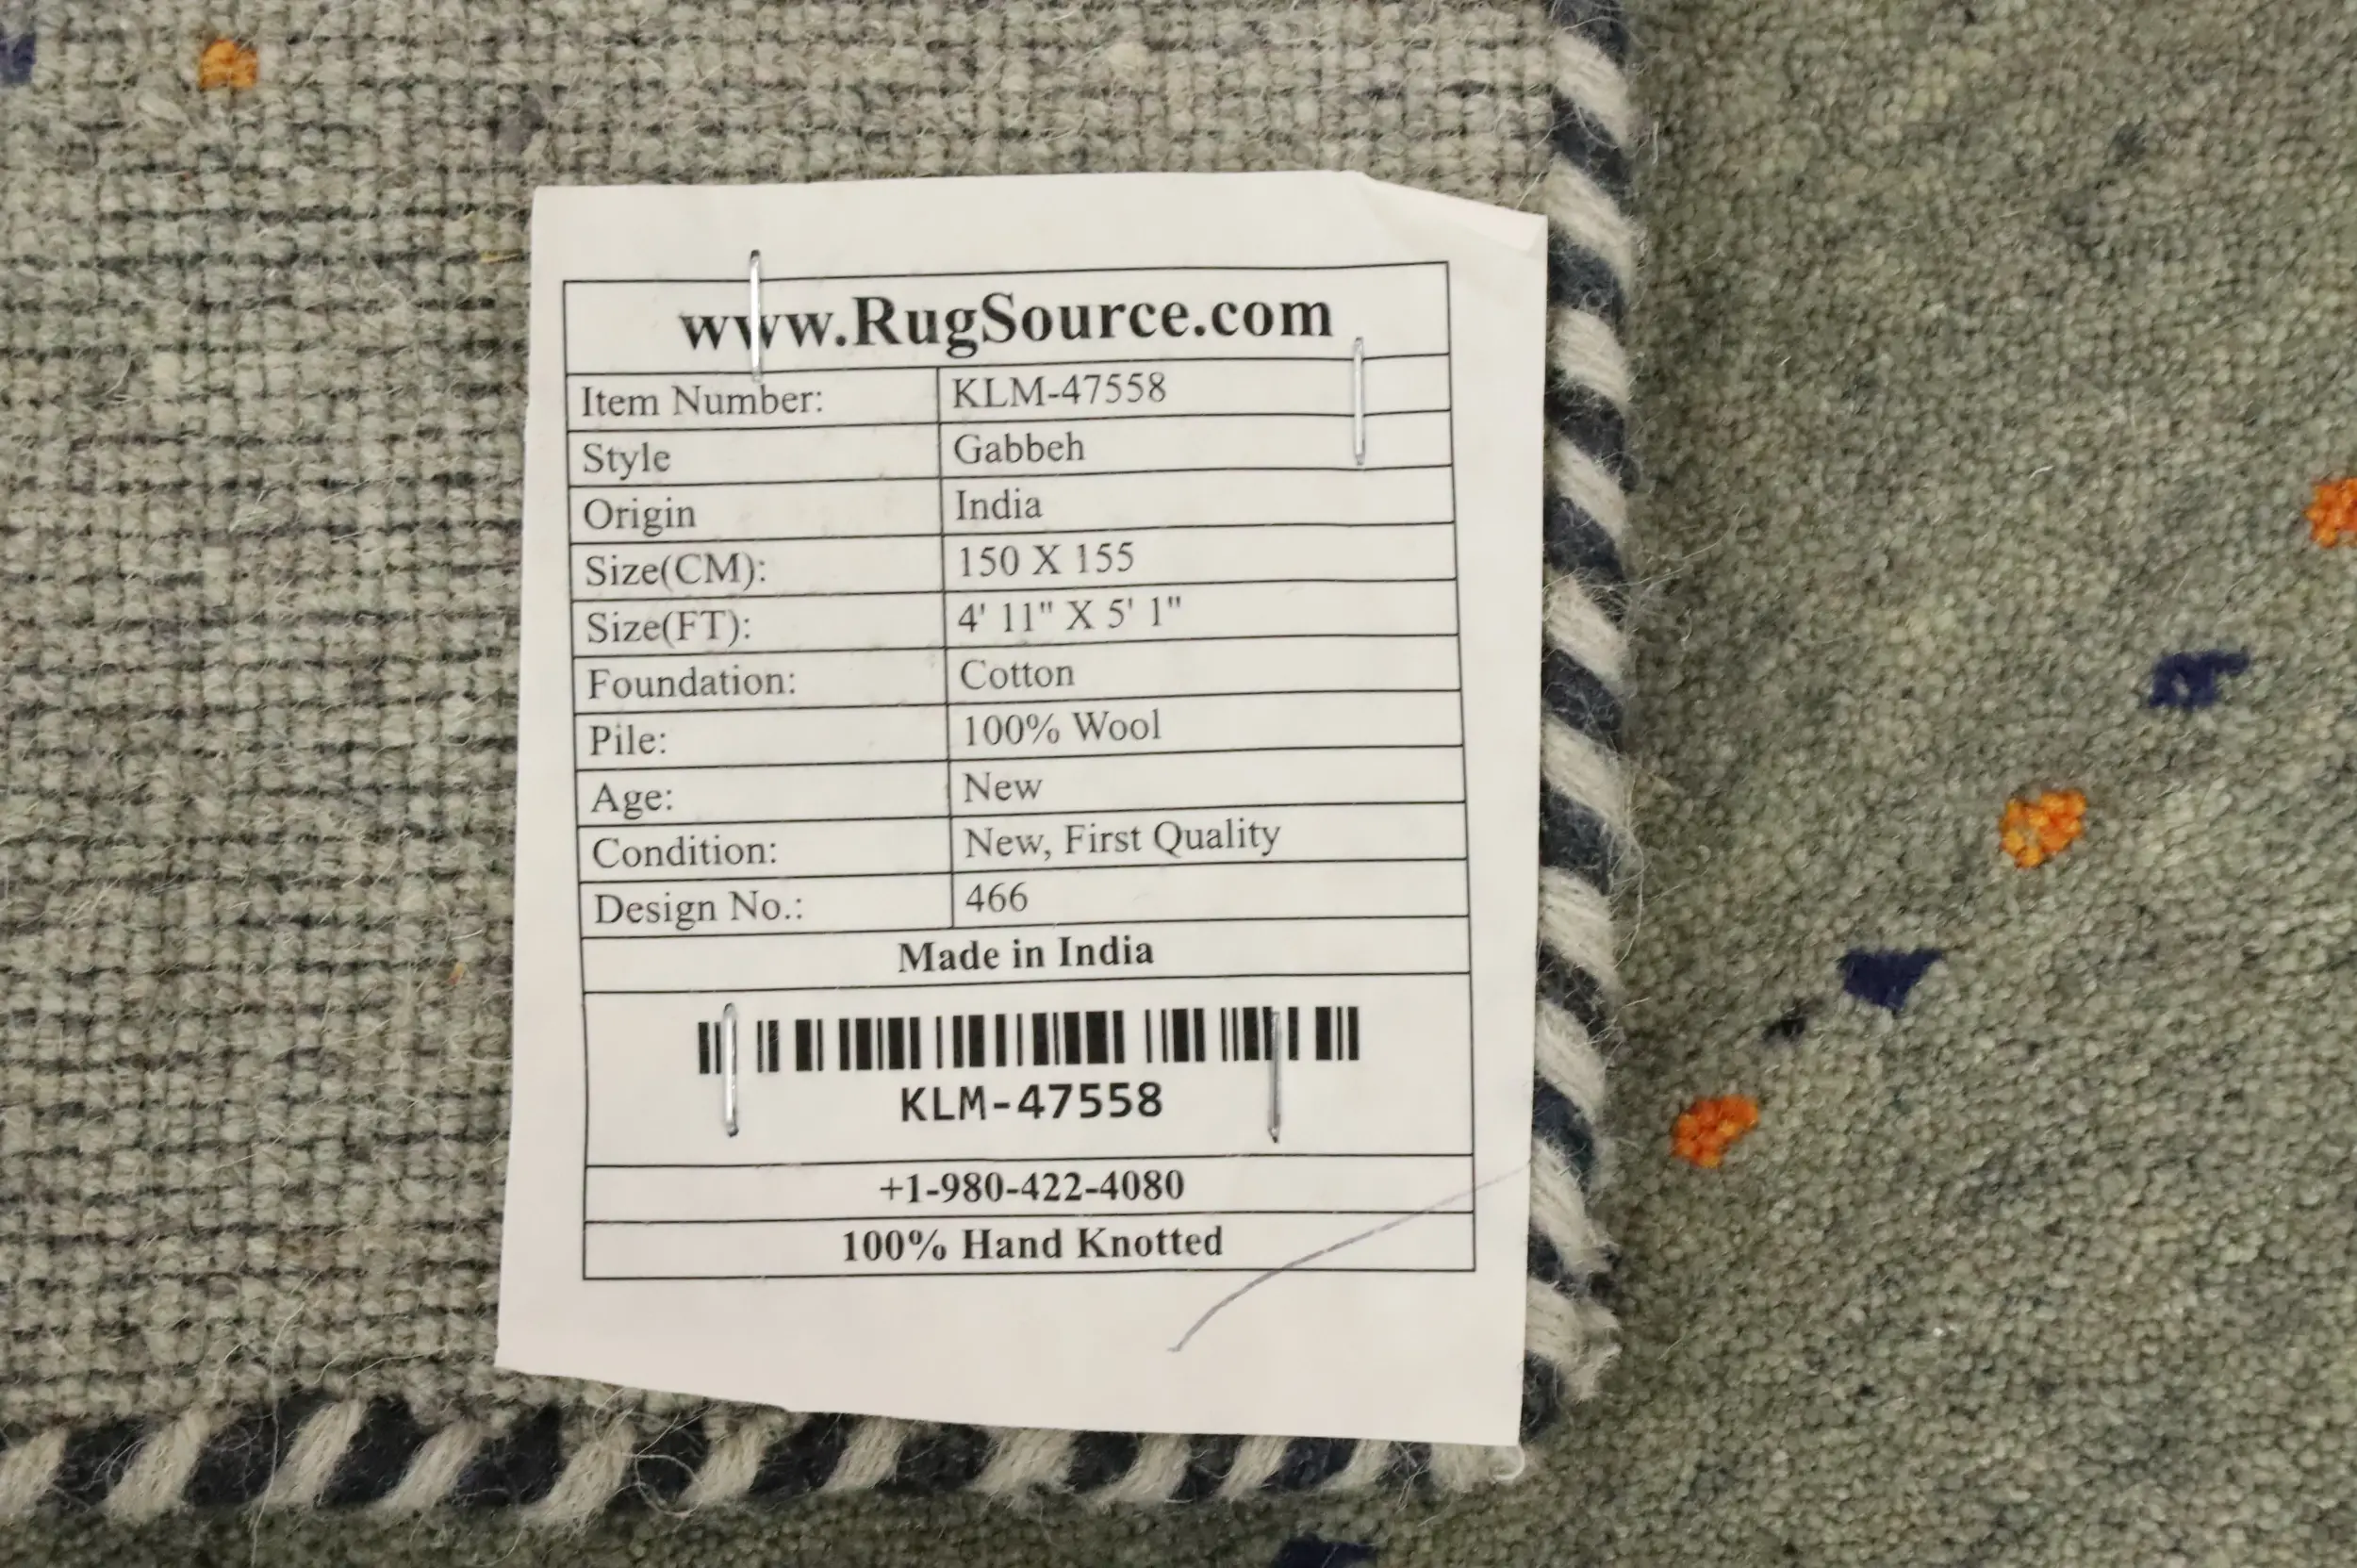 www.RugSource.com
Item Number: KLM-47558
Style Gabbeh
Origin India
Size(CM): 150 X 155
Size(FT): 4' 11" X 5' 1"
Foundation: Cotton
Pile: 100% Wool
Age: New
Condition: New, First Quality
Design No.: 466
Made in India
KLM-47558
+1-980-422-4080
100% Hand Knotted